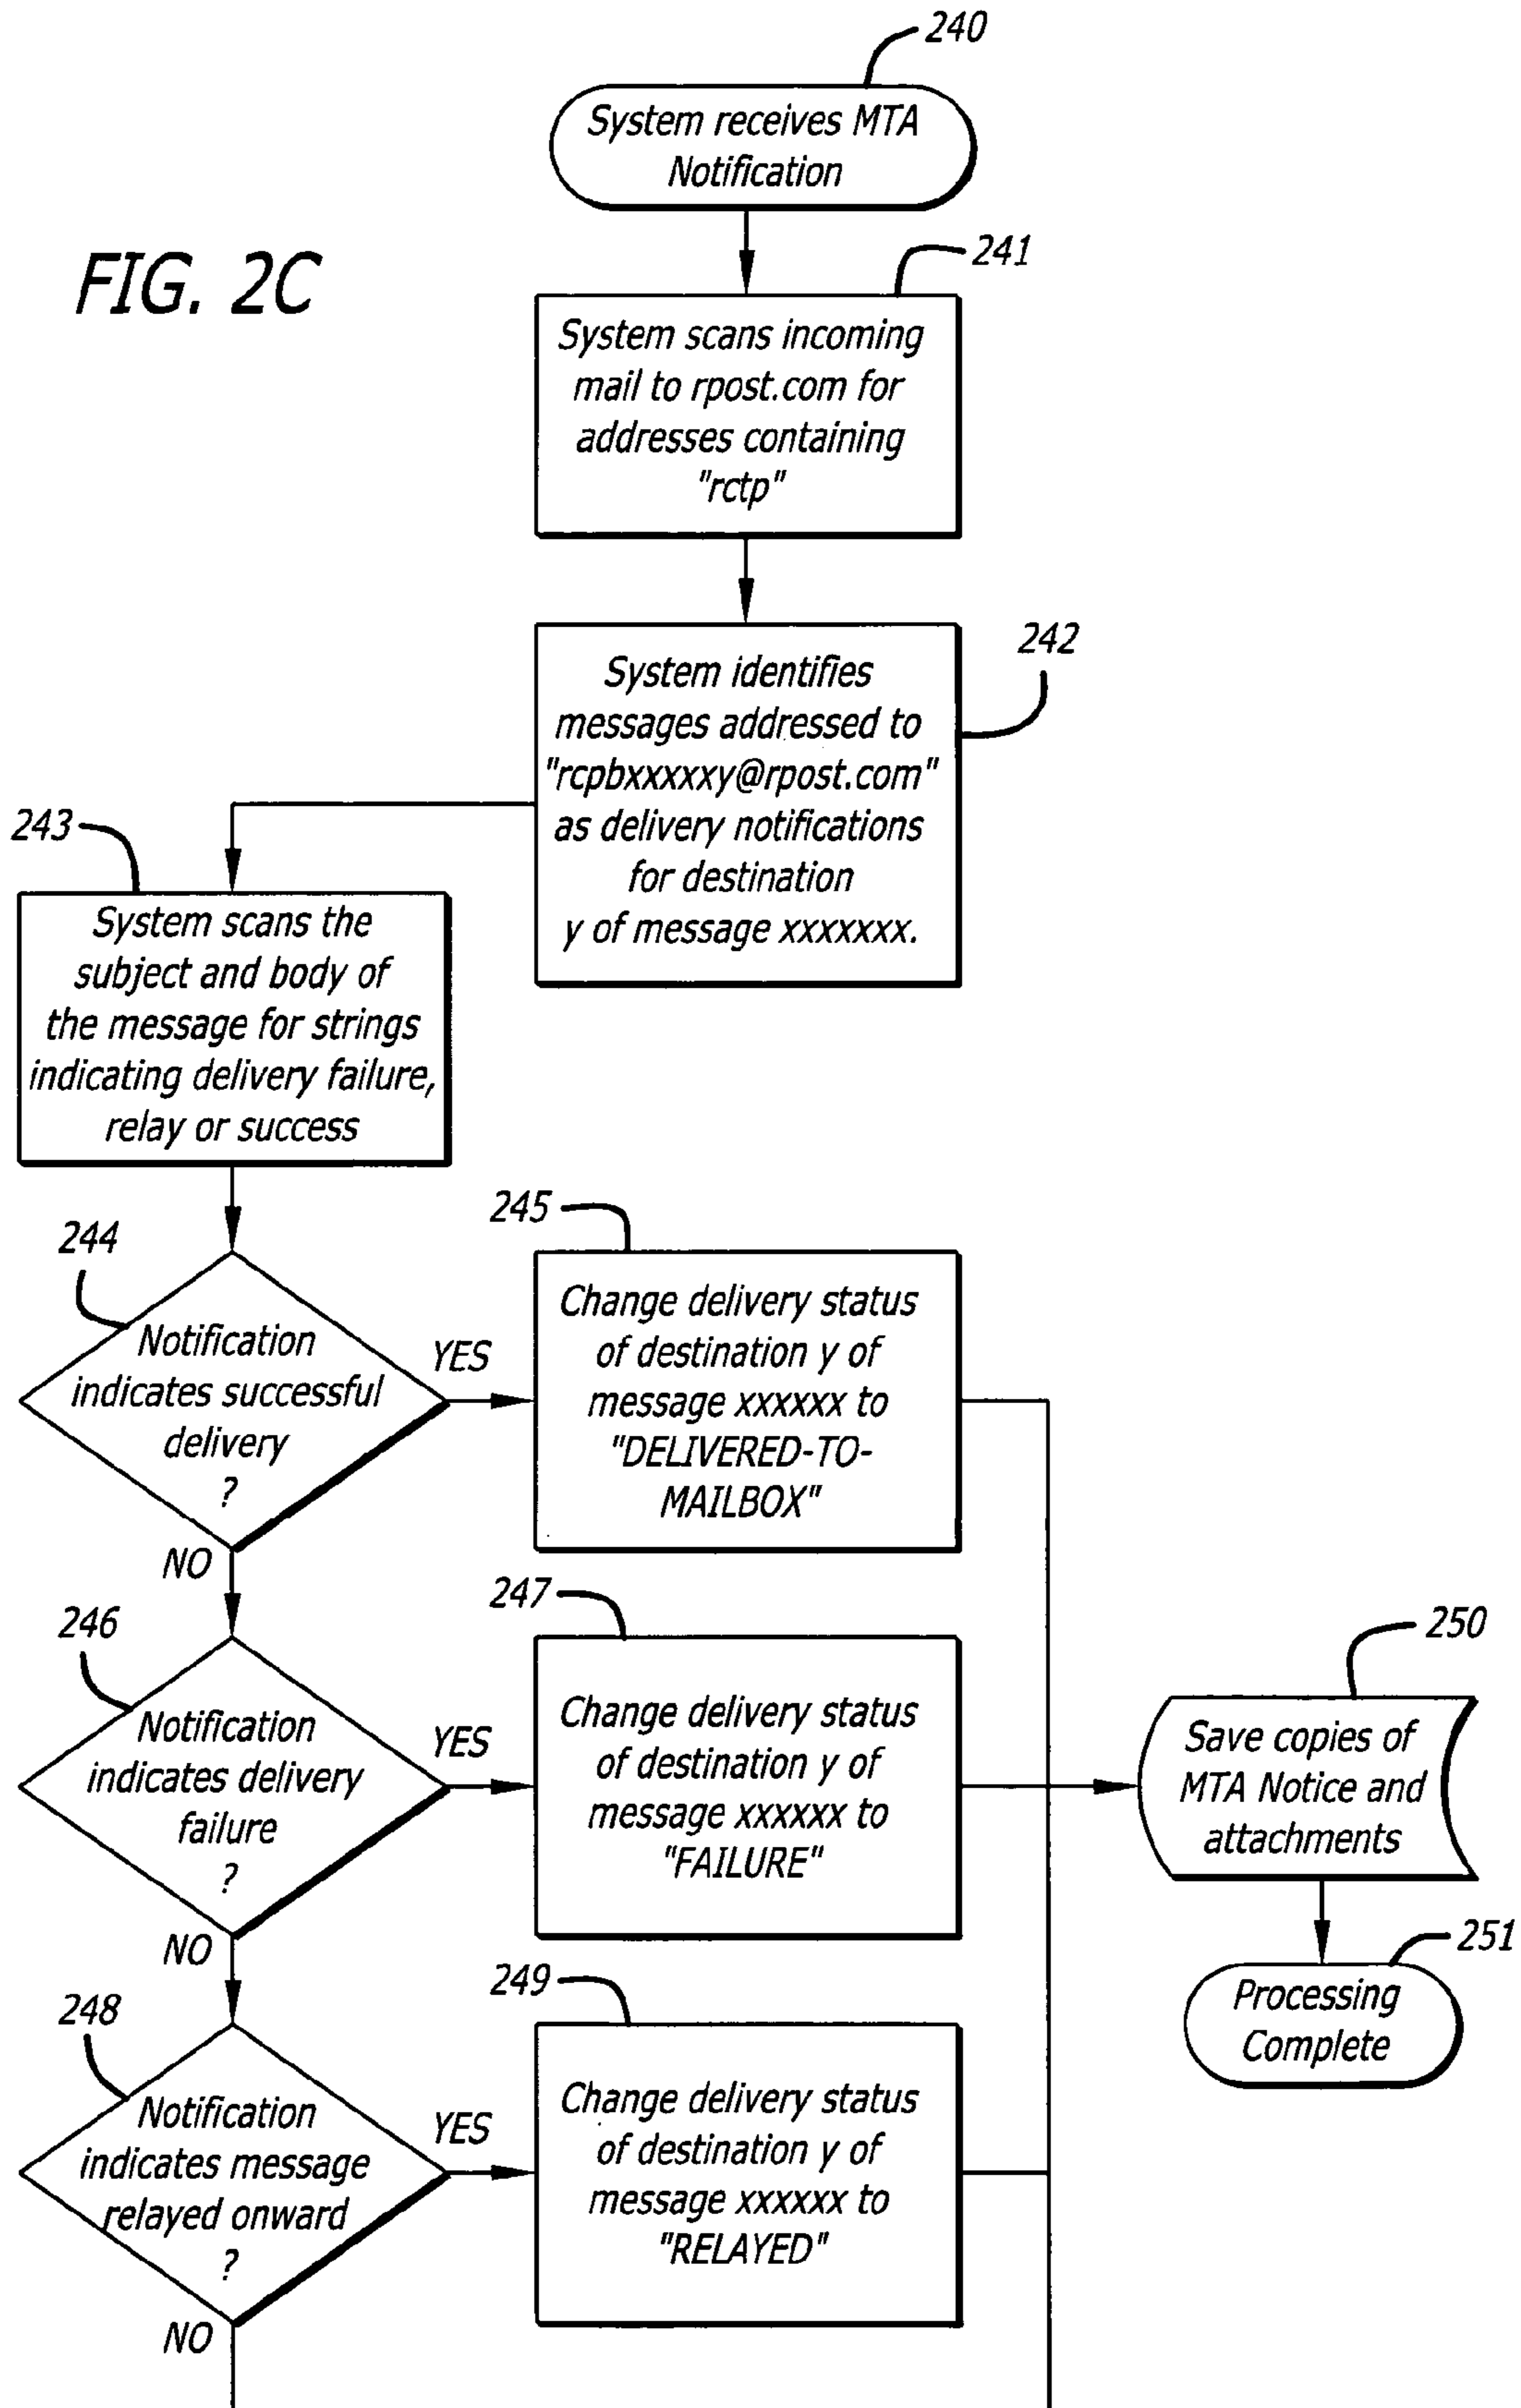 240
System receives MTA
Notification
FIG. 2C
241
System scans incoming
mail to rpost.com for
addresses containing
"rctp"
242
System identifies
messages addressed to
"rcpbxxxxxy@rpost.com"
as delivery notifications
for destination
y of message xxxxxxx.
243
System scans the
subject and body of
the message for strings
indicating delivery failure,
relay or success
244
Notification
indicates successful
delivery
?
YES
NO
245
Change delivery status
of destination y of
message xxxxxx to
"DELIVERED-TO-
MAILBOX"
246
Notification
indicates delivery
failure
?
YES
NO
247
Change delivery status
of destination y of
message xxxxxx to
"FAILURE"
248
Notification
indicates message
relayed onward
?
YES
NO
249
Change delivery status
of destination y of
message xxxxxx to
"RELAYED"
250
Save copies of
MTA Notice and
attachments
251
Processing
Complete